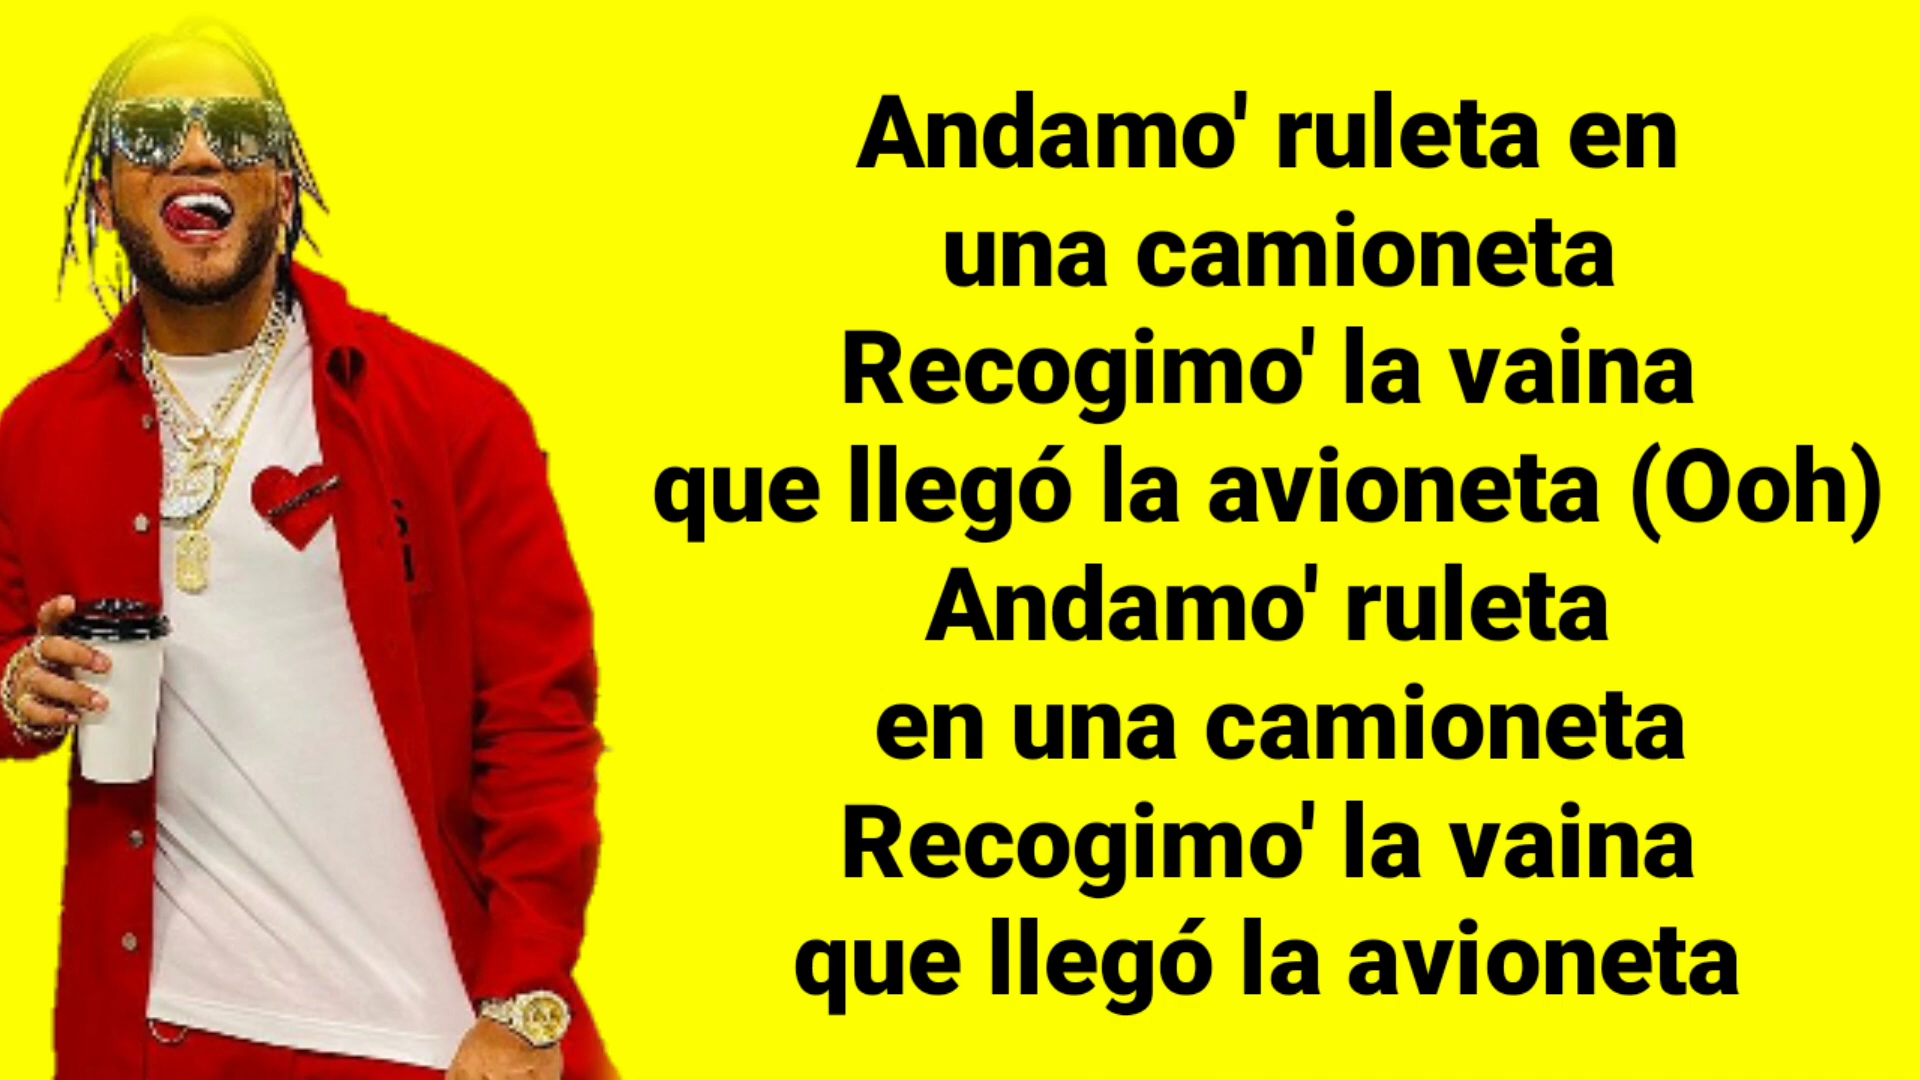 Andamo' ruleta en
una camioneta
Recogimo' la vaina
que llegó la avioneta (Ooh)
Andamo' ruleta
en una camioneta
Recogimo' la vaina
que llegó la avioneta